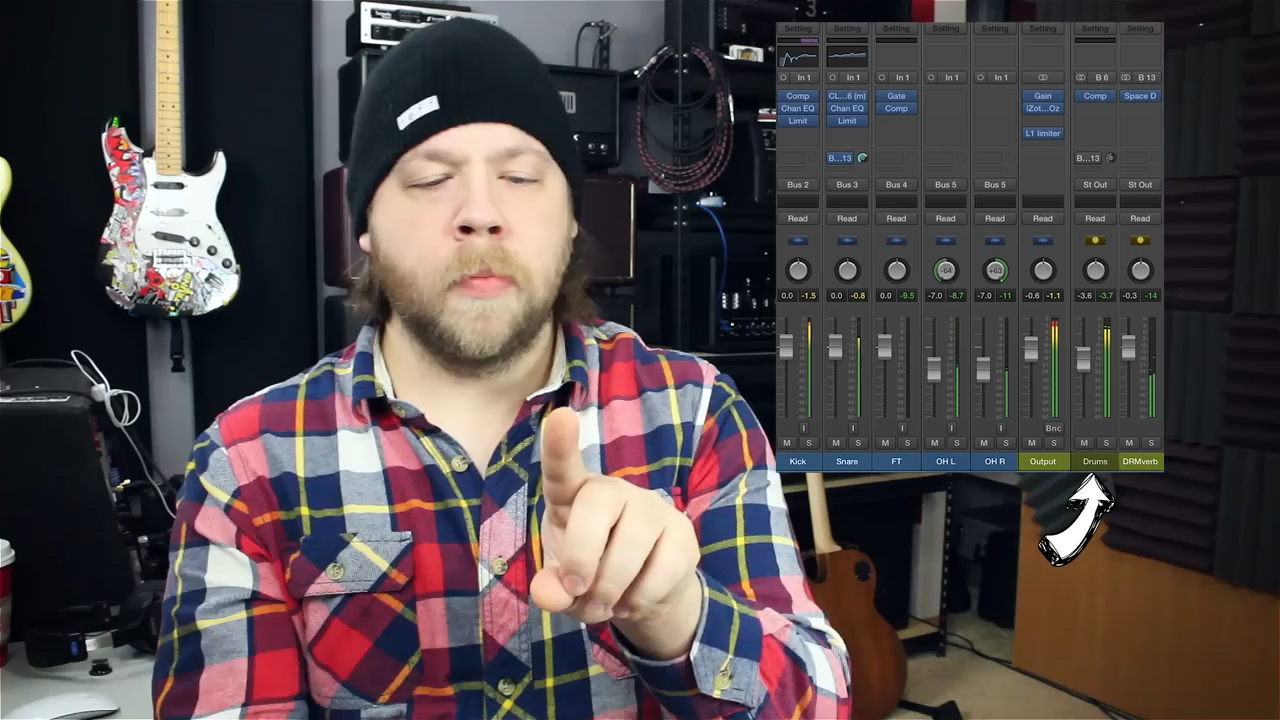 Setting Setting Setting Setting Setting Setting Setting Setting
In 1 In 1 In 1 In 1 In 1 B 6 B 13
Comp CL...6 (m) Gate Gain Comp Space D
Chan EQ Chan EQ Comp iZot...Oz
Limit Limit
L1 limiter
B...13 B...13
Bus 2 Bus 3 Bus 4 Bus 5 Bus 5 St Out St Out
Read Read Read Read Read Read Read Read
-64 +63
0.0 -1.5 0.0 -0.8 0.0 -9.5 -7.0 -8.7 -7.0 -11 -0.6 -1.1 -3.6 -3.7 -0.3 -14
I I I I I Bnc
M S M S M S M S M S M M S M S
Kick Snare FT OH L OH R Output Drums DRMverb